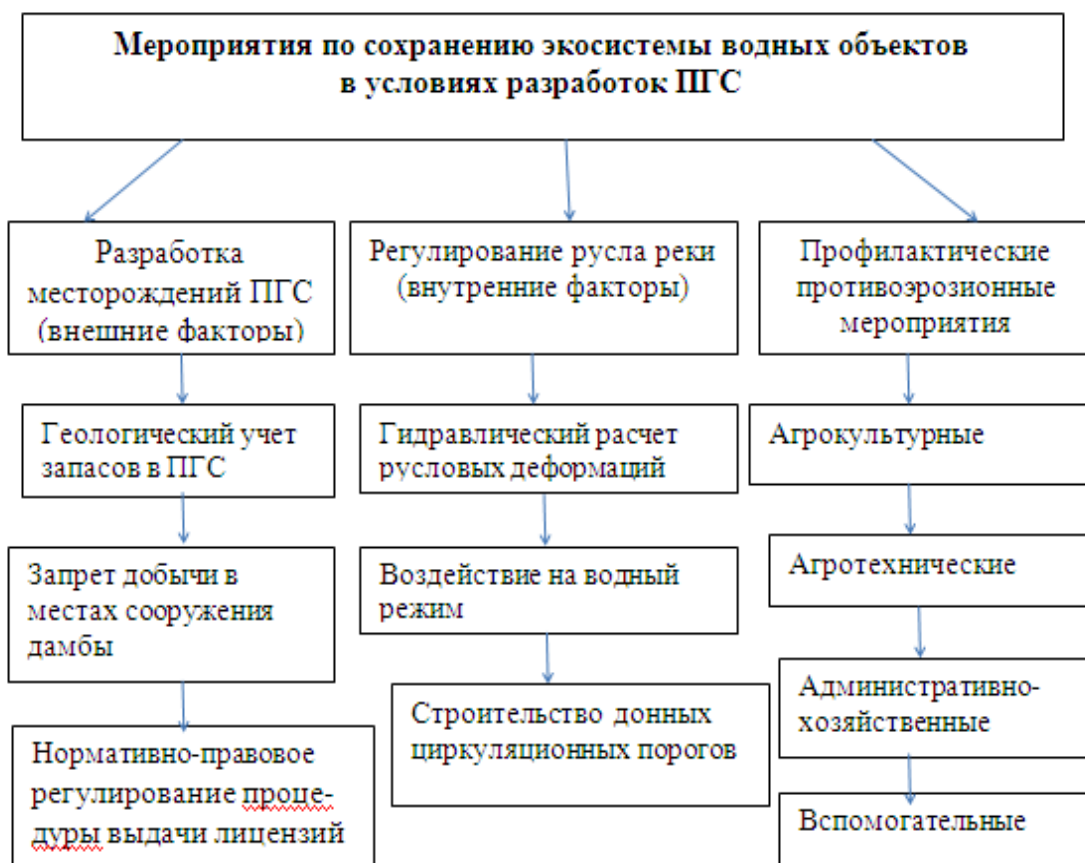 Мероприятия по сохранению экосистемы водных объектов
в условиях разработок ПГС
Разработка
месторождений ПГС
(внешние факторы)
Регулирование русла реки
(внутренние факторы)
Профилактические
противоэрозионные
мероприятия
Геологический учет
запасов в ПГС
Гидравлический расчет
русловых деформаций
Агрокультурные
Запрет добычи в
местах сооружения
дамбы
Воздействие на водный
режим
Агротехнические
Нормативно-правовое
регулирование проце-
дуры выдачи лицензий
Строительство донных
циркуляционных порогов
Административно-
хозяйственные
Вспомогательные